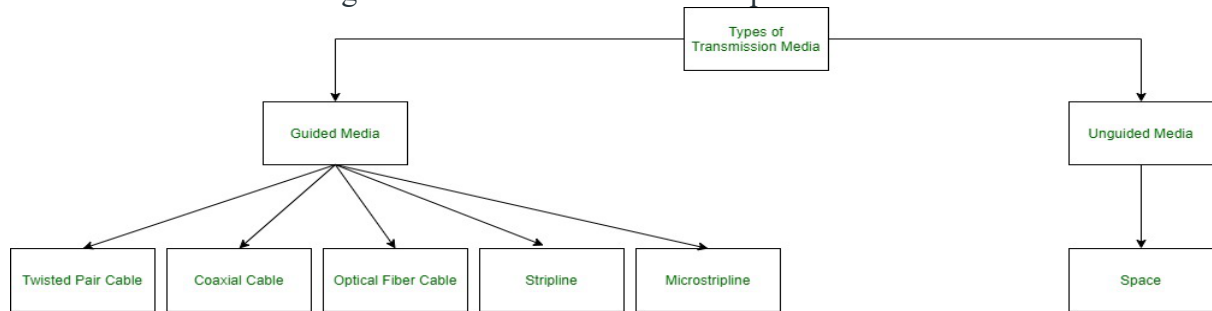 Types of
Transmission Media
Guided Media
Unguided Media
Twisted Pair Cable
Coaxial Cable
Optical Fiber Cable
Stripline
Microstripline
Space